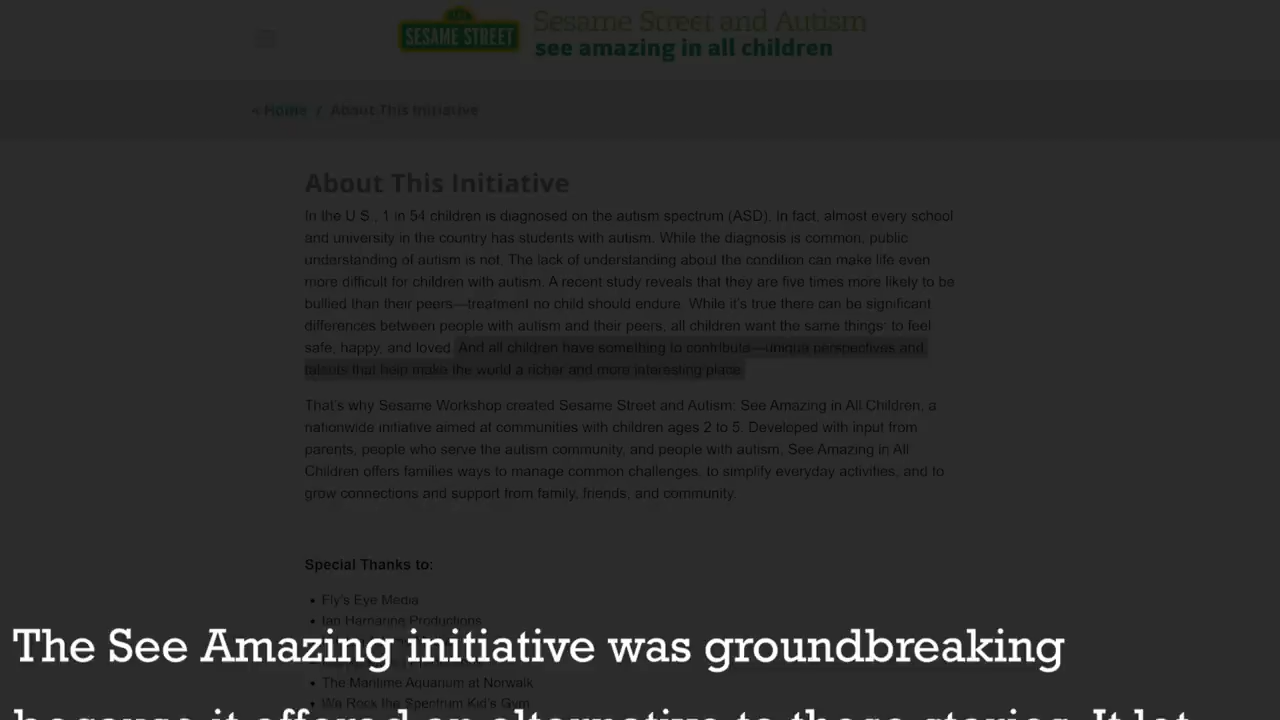 SESAME STREET
Sesame Street and Autism
see amazing in all children
« Home / About This Initiative
About This Initiative
In the U.S., 1 in 54 children is diagnosed on the autism spectrum (ASD). In fact, almost every school
and university in the country has students with autism. While the diagnosis is common, public
understanding of autism is not. The lack of understanding about the condition can make life even
more difficult for children with autism. A recent study reveals that they are five times more likely to be
bullied than their peers—treatment no child should endure. While it's true there can be significant
differences between people with autism and their peers, all children want the same things: to feel
safe, happy, and loved. And all children have something to contribute—unique perspectives and
talents that help make the world a richer and more interesting place.
That's why Sesame Workshop created Sesame Street and Autism: See Amazing in All Children, a
nationwide initiative aimed at communities with children ages 2 to 5. Developed with input from
parents, people who serve the autism community, and people with autism, See Amazing in All
Children offers families ways to manage common challenges, to simplify everyday activities, and to
grow connections and support from family, friends, and community.
Special Thanks to:
• Fly's Eye Media
• Ian Harnarine Productions
The See Amazing initiative was groundbreaking
• The Maritime Aquarium at Norwalk
• We Rock the Spectrum Kid's Gym
because it offered an alternative to these stories. It let